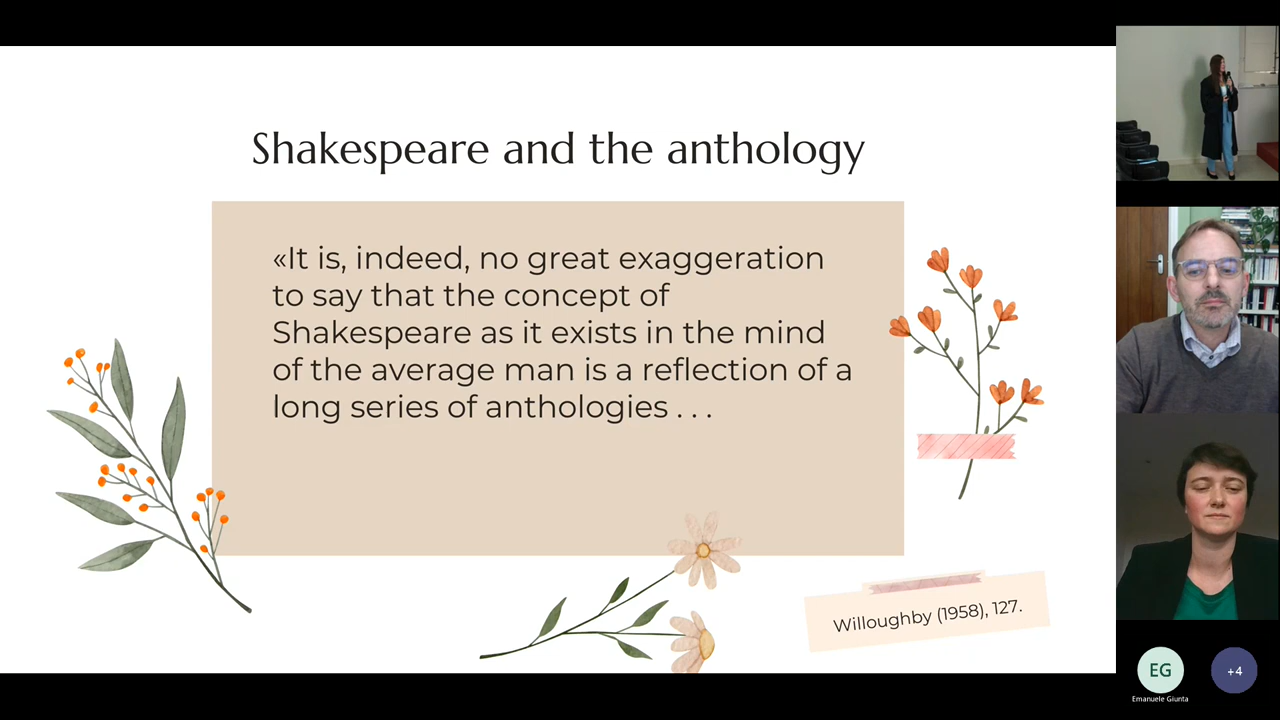 Shakespeare and the anthology
«It is, indeed, no great exaggeration
to say that the concept of
Shakespeare as it exists in the mind
of the average man is a reflection of a
long series of anthologies . . .
Willoughby (1958), 127.
EG
+4
Emanuele Giunta